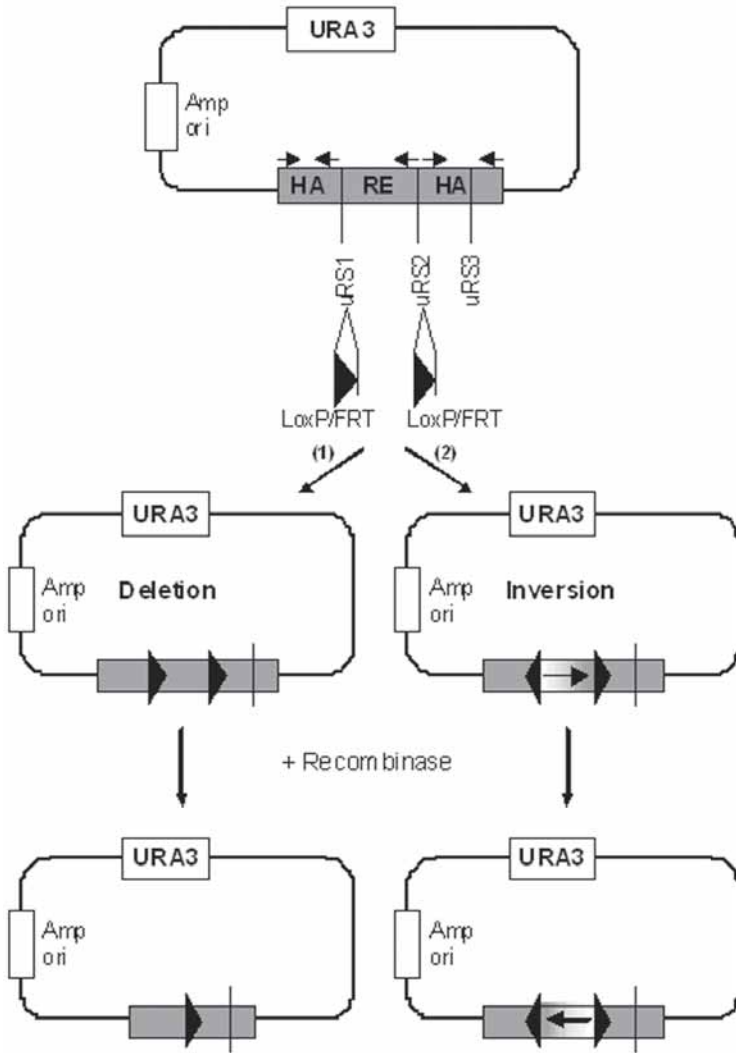 URA3
Amp
ori
HA RE HA
uRS1 uRS2 uRS3
LoxP/FRT LoxP/FRT
(1) (2)
URA3 URA3
Amp
ori
Deletion
Amp
ori
Inversion
+ Recombinase
URA3 URA3
Amp
ori
Amp
ori